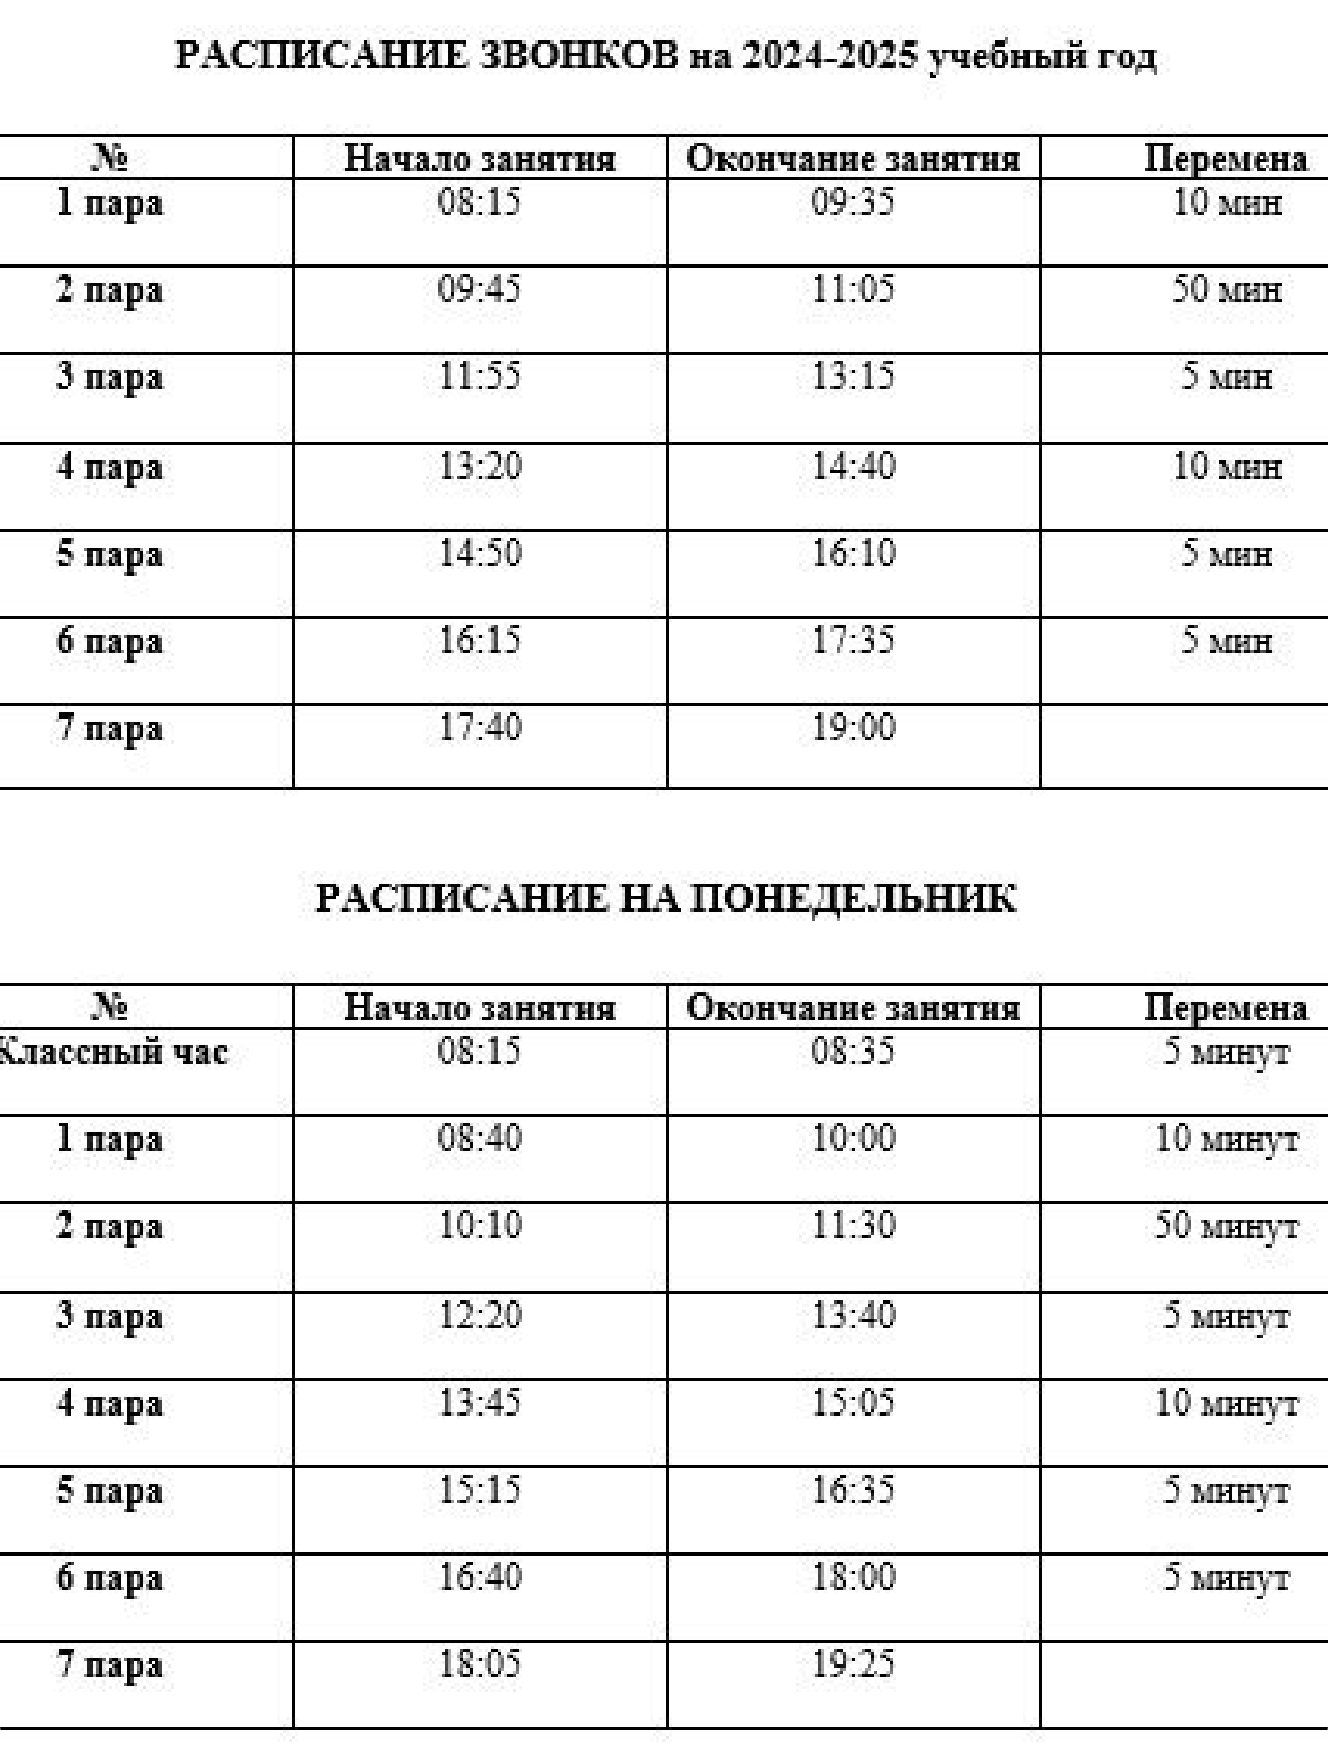 РАСПИСАНИЕ ЗВОНКОВ на 2024-2025 учебный год
№ Начало занятия Окончание занятия Перемена
1 пара 08:15 09:35 10 мин
2 пара 09:45 11:05 50 мин
3 пара 11:55 13:15 5 мин
4 пара 13:20 14:40 10 мин
5 пара 14:50 16:10 5 мин
6 пара 16:15 17:35 5 мин
7 пара 17:40 19:00
РАСПИСАНИЕ НА ПОНЕДЕЛЬНИК
№ Начало занятия Окончание занятия Перемена
Классный час 08:15 08:35 5 минут
1 пара 08:40 10:00 10 минут
2 пара 10:10 11:30 50 минут
3 пара 12:20 13:40 5 минут
4 пара 13:45 15:05 10 минут
5 пара 15:15 16:35 5 минут
6 пара 16:40 18:00 5 минут
7 пара 18:05 19:25